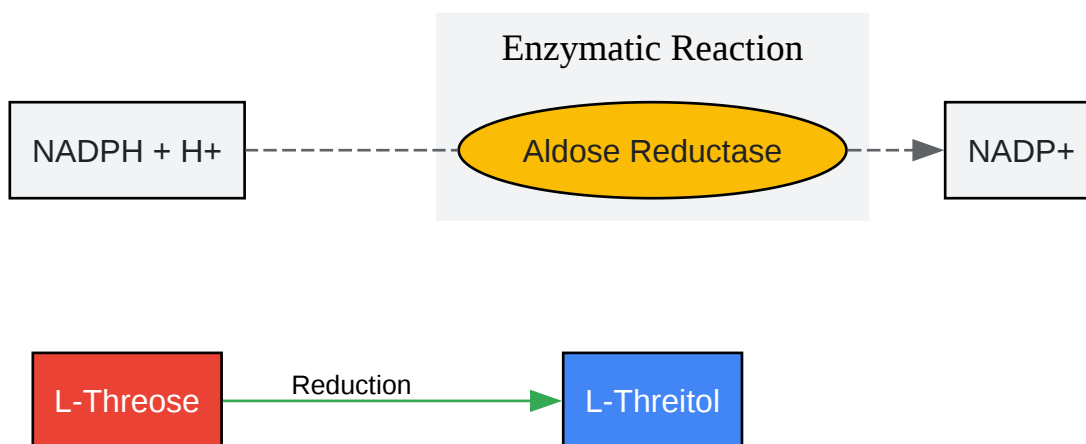 Enzymatic Reaction
NADPH + H+
Aldose Reductase
NADP+
L-Threose
Reduction
L-Threitol